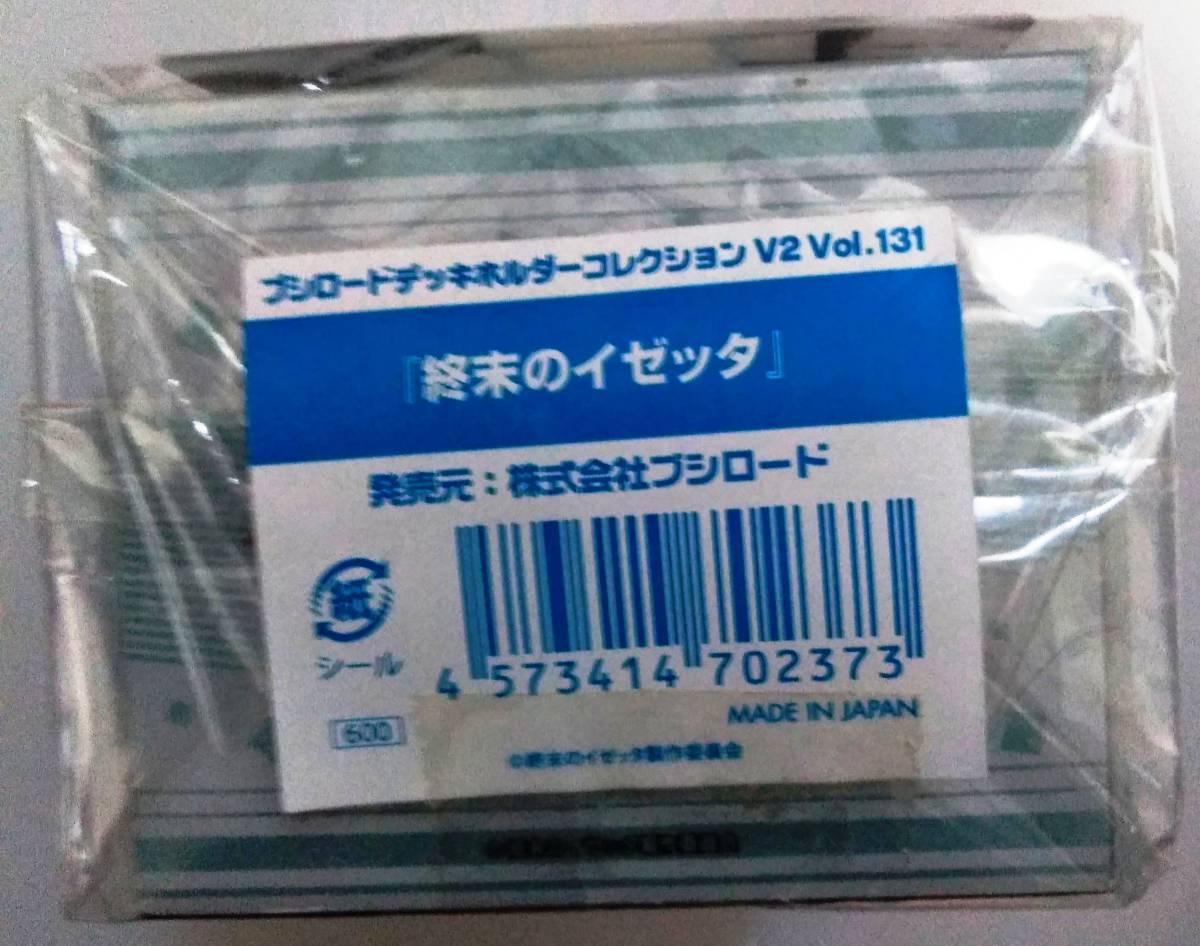 ブシロードデッキホルダーコレクション V2 Vol.131
『終末のイゼッタ』
発売元：株式会社ブシロード
紙
シール
4 573414 702373
600
MADE IN JAPAN
©終末のイゼッタ製作委員会